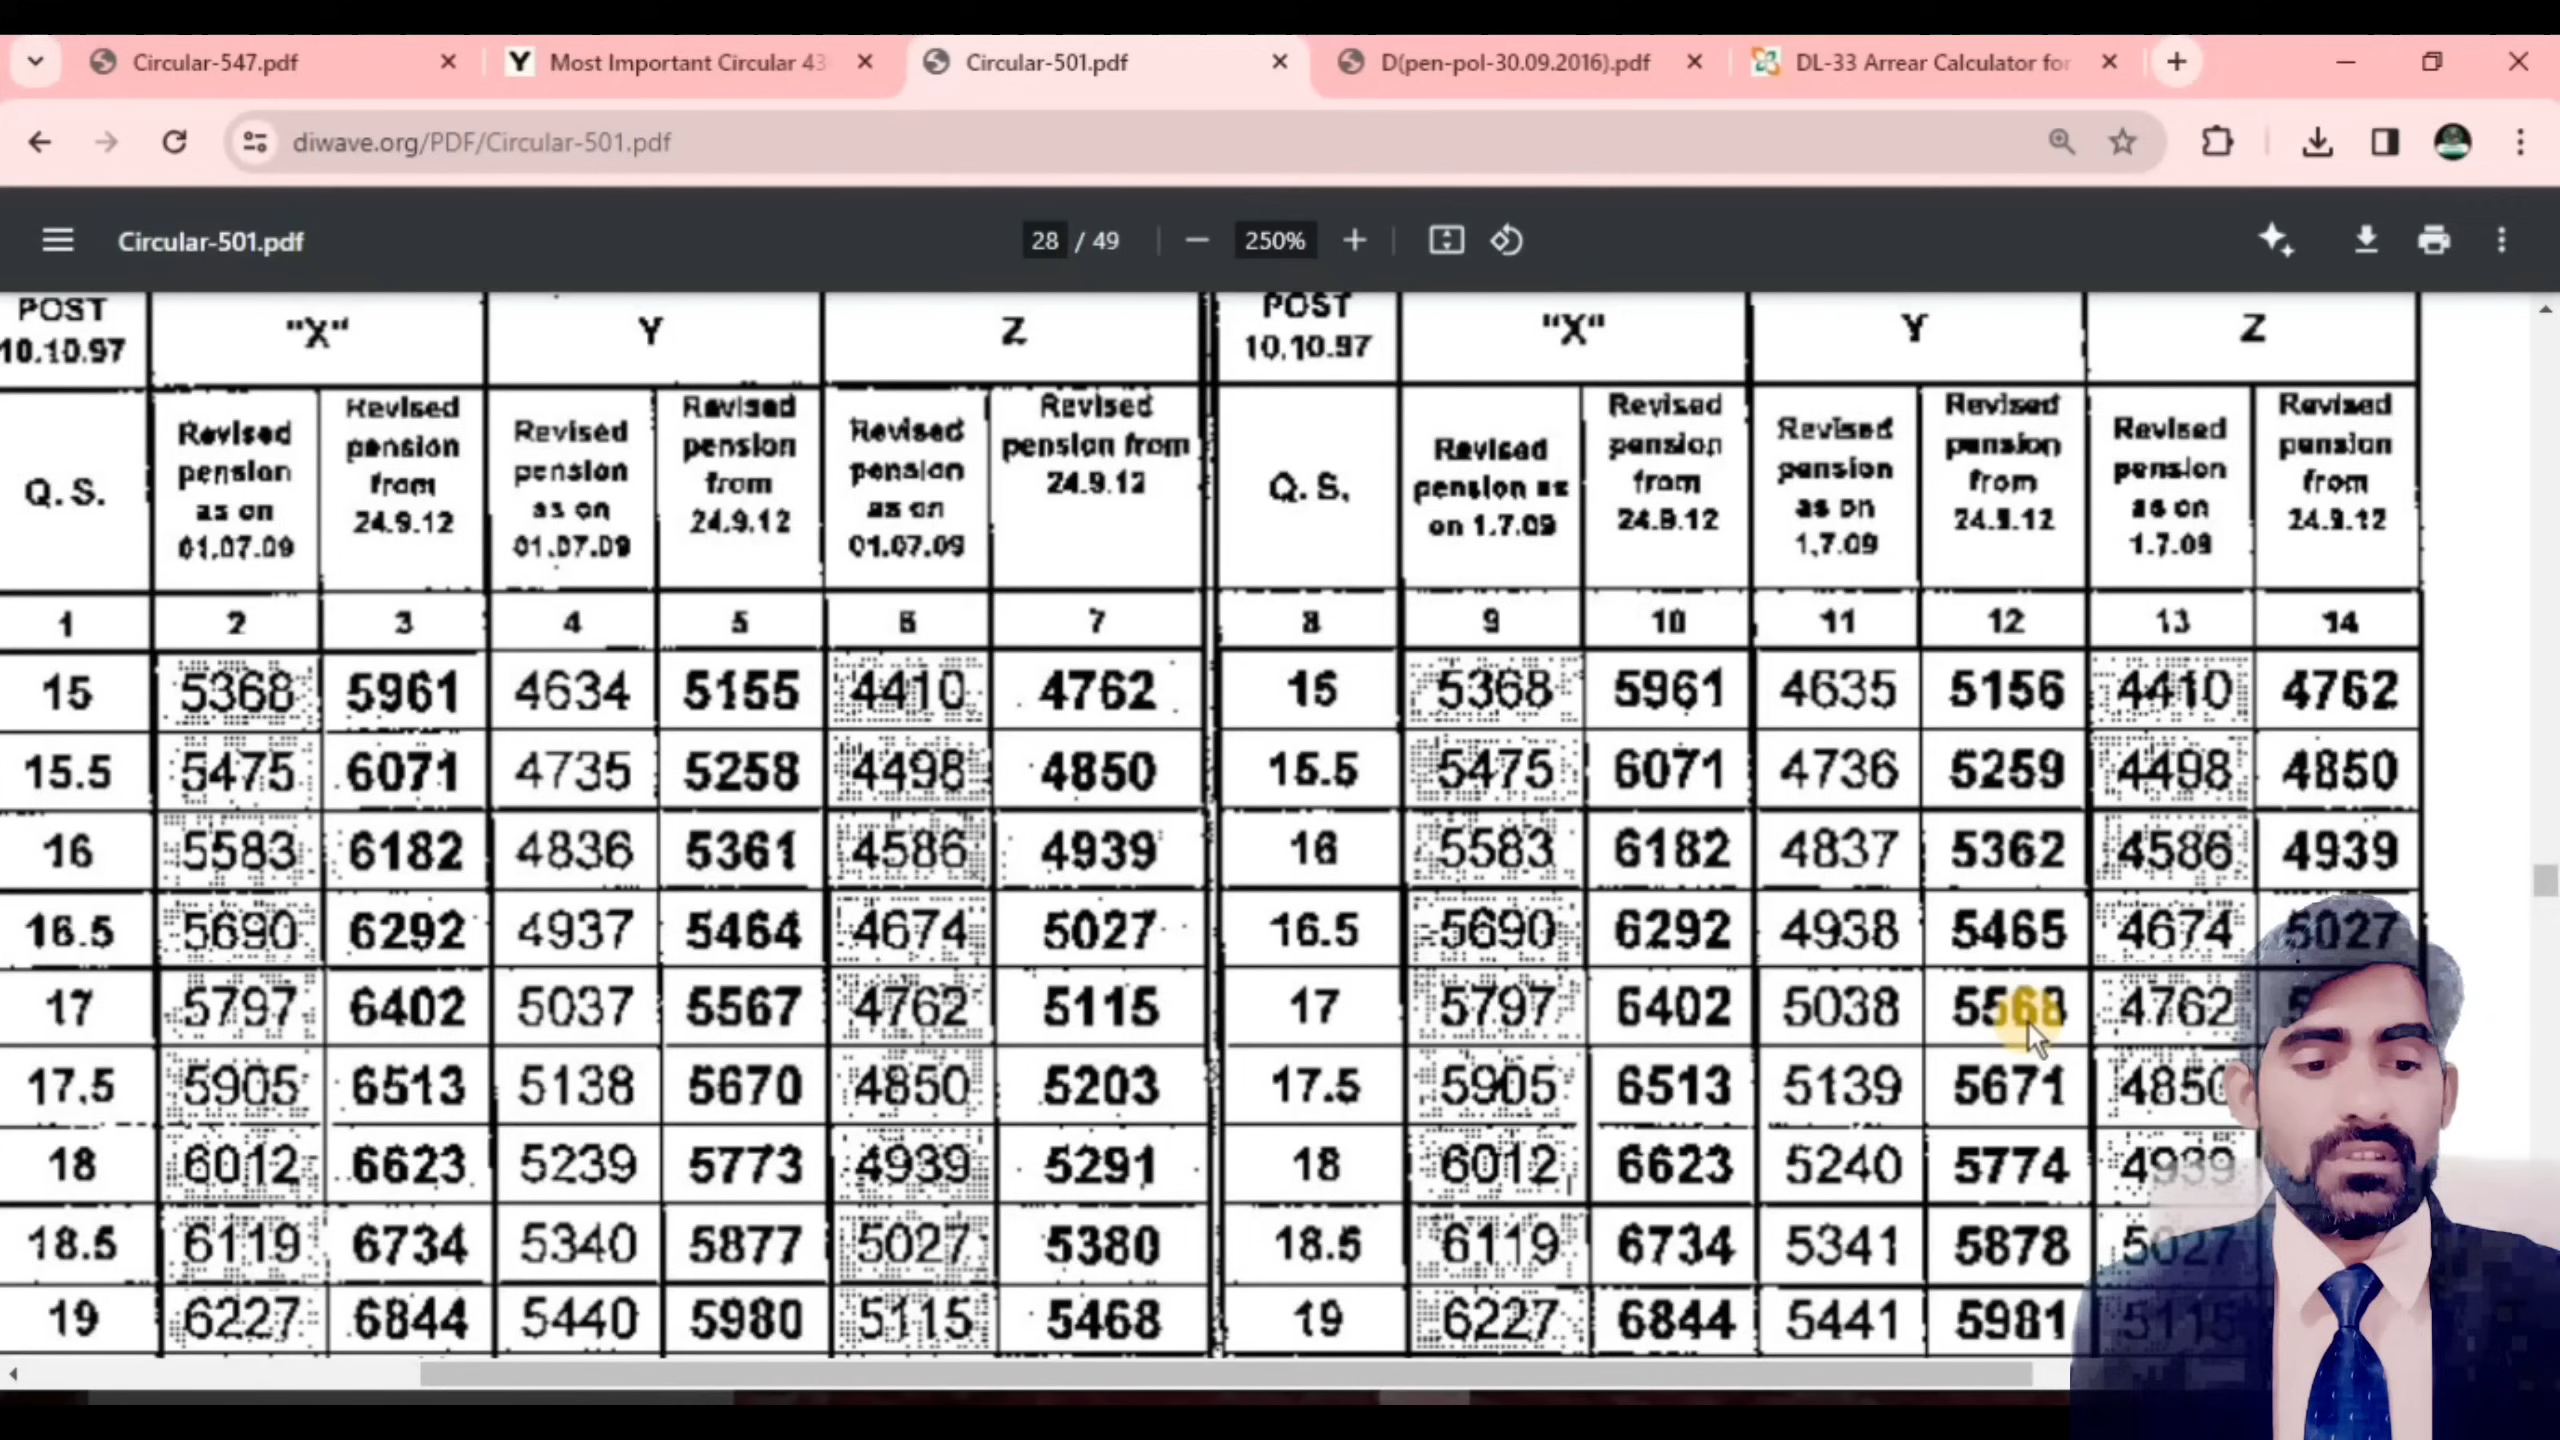 Circular-547.pdf
Most Important Circular 43
Circular-501.pdf
D(pen-pol-30.09.2016).pdf
DL-33 Arrear Calculator for
diwave.org/PDF/Circular-501.pdf
Circular-501.pdf
28 / 49
250%
POST 10.10.97 "X" Y Z POST 10.10.97 "X" Y Z
Q. S.
Revised pension as on 01.07.09
Revised pension from 24.9.12
Revised pension as on 01.07.09
Revised pension from 24.9.12
Revised pension as on 01.07.09
Revised pension from 24.9.12
Q. S.
Revised pension as on 1.7.09
Revised pension from 24.9.12
Revised pension as on 1.7.09
Revised pension from 24.9.12
Revised pension as on 1.7.09
Revised pension from 24.9.12
1 2 3 4 5 6 7 8 9 10 11 12 13 14
15 5368 5961 4634 5155 4410 4762 15 5368 5961 4635 5156 4410 4762
15.5 5475 6071 4735 5258 4498 4850 15.5 5475 6071 4736 5259 4498 4850
16 5583 6182 4836 5361 4586 4939 16 5583 6182 4837 5362 4586 4939
16.5 5690 6292 4937 5464 4674 5027 16.5 5690 6292 4938 5465 4674 5027
17 5797 6402 5037 5567 4762 5115 17 5797 6402 5038 5568 4762
17.5 5905 6513 5138 5670 4850 5203 17.5 5905 6513 5139 5671 4850
18 6012 6623 5239 5773 4939 5291 18 6012 6623 5240 5774 4939
18.5 6119 6734 5340 5877 5027 5380 18.5 6119 6734 5341 5878 5027
19 6227 6844 5440 5980 5115 5468 19 6227 6844 5441 5981 5115